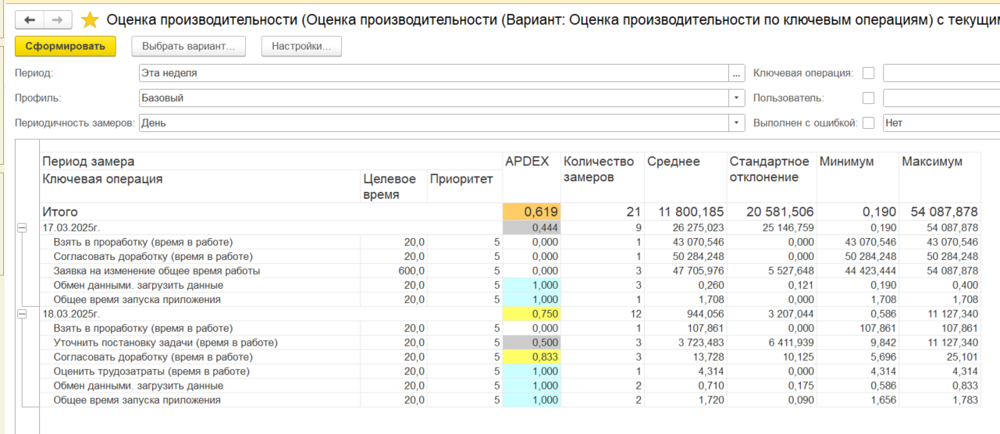 Оценка производительности (Оценка производительности (Вариант: Оценка производительности по ключевым операциям) с текущим
Сформировать Выбрать вариант... Настройки...
Период: Эта неделя ... Ключевая операция:
Профиль: Базовый Пользователь:
Периодичность замеров: День Выполнен с ошибкой: Нет
Период замера APDEX Количество замеров Среднее Стандартное отклонение Минимум Максимум
Ключевая операция Целевое время Приоритет
Итого 0,619 21 11 800,185 20 581,506 0,190 54 087,878
17.03.2025г. 0,444 9 26 275,023 25 146,759 0,190 54 087,878
Взять в проработку (время в работе) 20,0 5 0,000 1 43 070,546 0,000 43 070,546 43 070,546
Согласовать доработку (время в работе) 20,0 5 0,000 1 50 284,248 0,000 50 284,248 50 284,248
Заявка на изменение общее время работы 600,0 5 0,000 3 47 705,976 5 527,648 44 423,444 54 087,878
Обмен данными. загрузить данные 20,0 5 1,000 3 0,260 0,121 0,190 0,400
Общее время запуска приложения 20,0 5 1,000 1 1,708 0,000 1,708 1,708
18.03.2025г. 0,750 12 944,056 3 207,044 0,586 11 127,340
Взять в проработку (время в работе) 20,0 5 0,000 1 107,861 0,000 107,861 107,861
Уточнить постановку задачи (время в работе) 20,0 5 0,500 3 3 723,483 6 411,939 9,842 11 127,340
Согласовать доработку (время в работе) 20,0 5 0,833 3 13,728 10,125 5,696 25,101
Оценить трудозатраты (время в работе) 20,0 5 1,000 1 4,314 0,000 4,314 4,314
Обмен данными. загрузить данные 20,0 5 1,000 2 0,710 0,175 0,586 0,833
Общее время запуска приложения 20,0 5 1,000 2 1,720 0,090 1,656 1,783